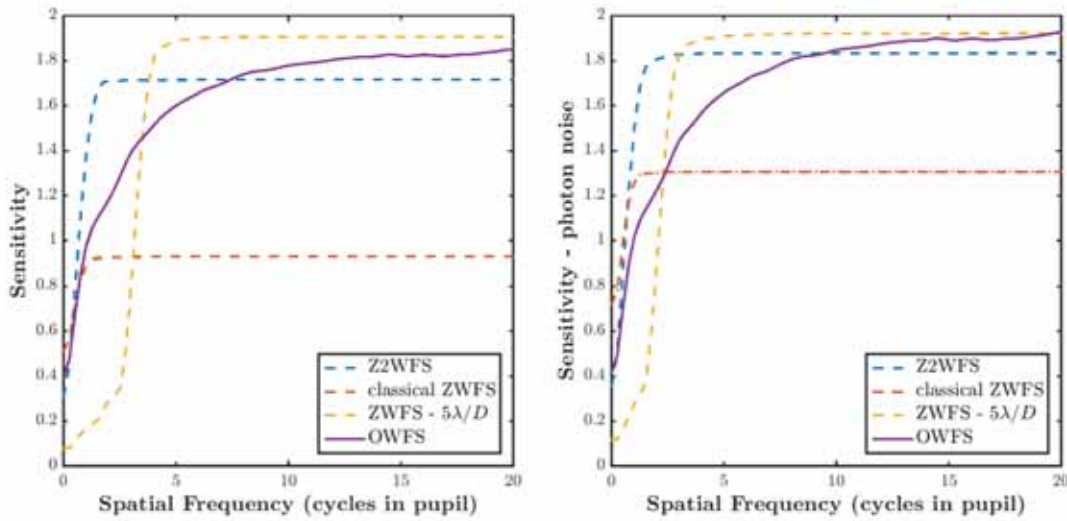 2
1.8
1.6
1.4
1.2
1
0.8
0.6
0.4
0.2
0
Sensitivity
0 5 10 15 20
Spatial Frequency (cycles in pupil)
Z2WFS
classical ZWFS
ZWFS - 5λ/D
OWFS
2
1.8
1.6
1.4
1.2
1
0.8
0.6
0.4
0.2
0
Sensitivity - photon noise
0 5 10 15 20
Spatial Frequency (cycles in pupil)
Z2WFS
classical ZWFS
ZWFS - 5λ/D
OWFS